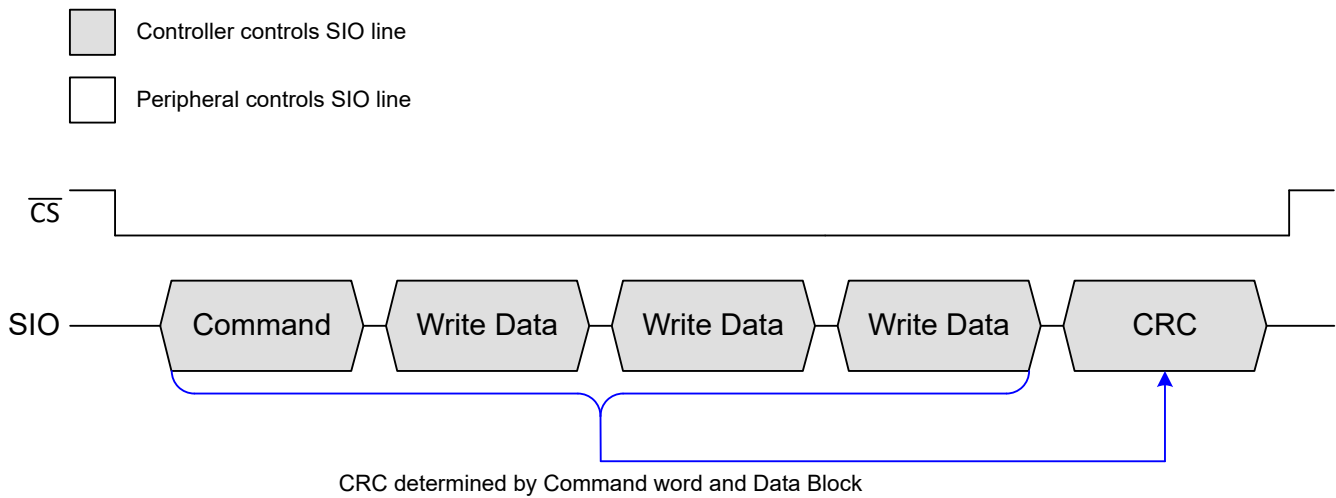 Controller controls SIO line
Peripheral controls SIO line
C̅S̅
SIO
Command
Write Data
Write Data
Write Data
CRC
CRC determined by Command word and Data Block